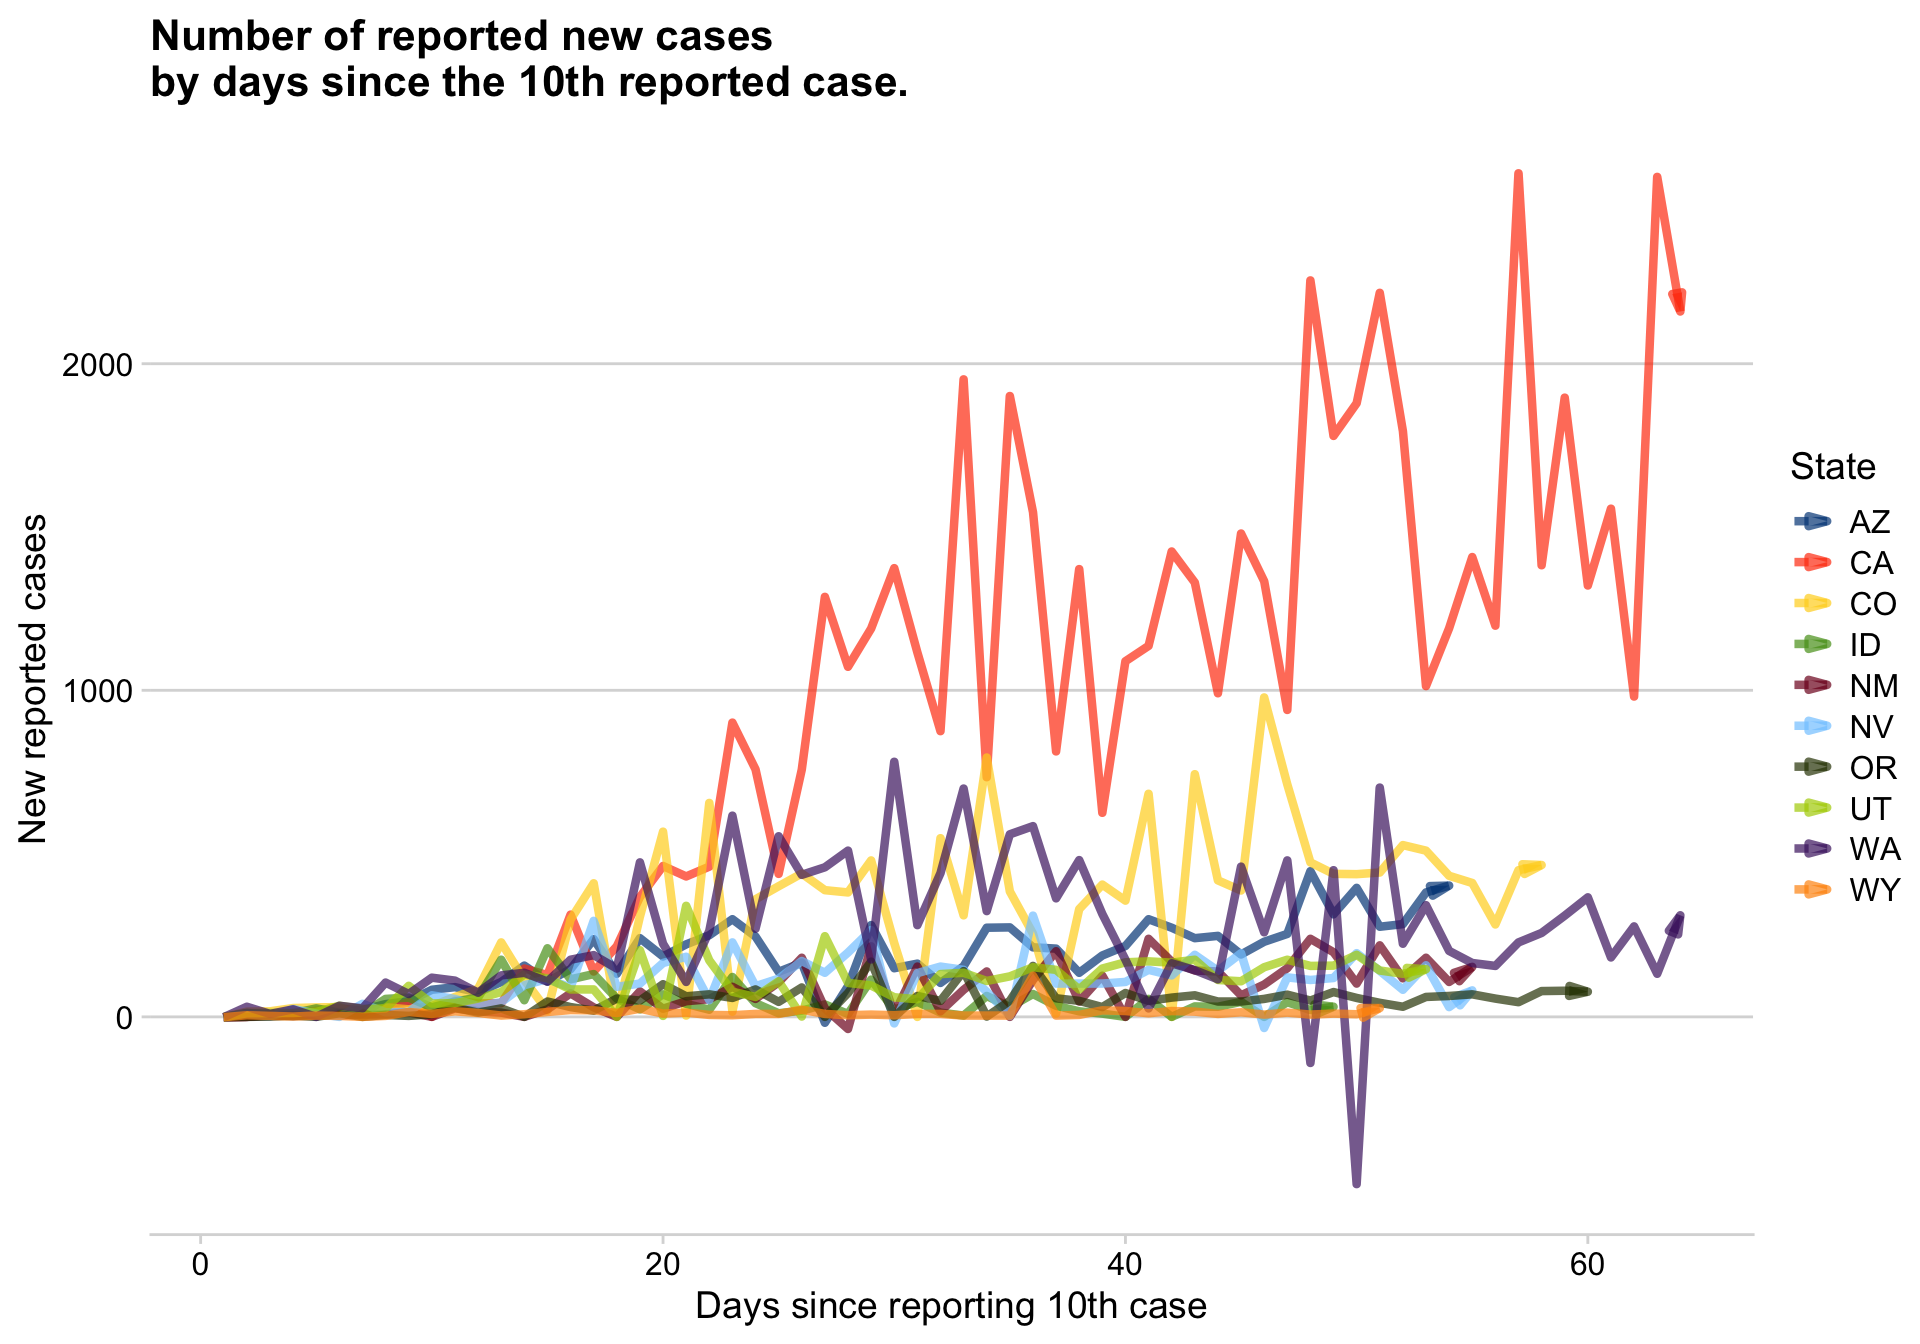 Number of reported new cases
by days since the 10th reported case.
New reported cases
2000
1000
0
0 20 40 60
Days since reporting 10th case
State
AZ
CA
CO
ID
NM
NV
OR
UT
WA
WY